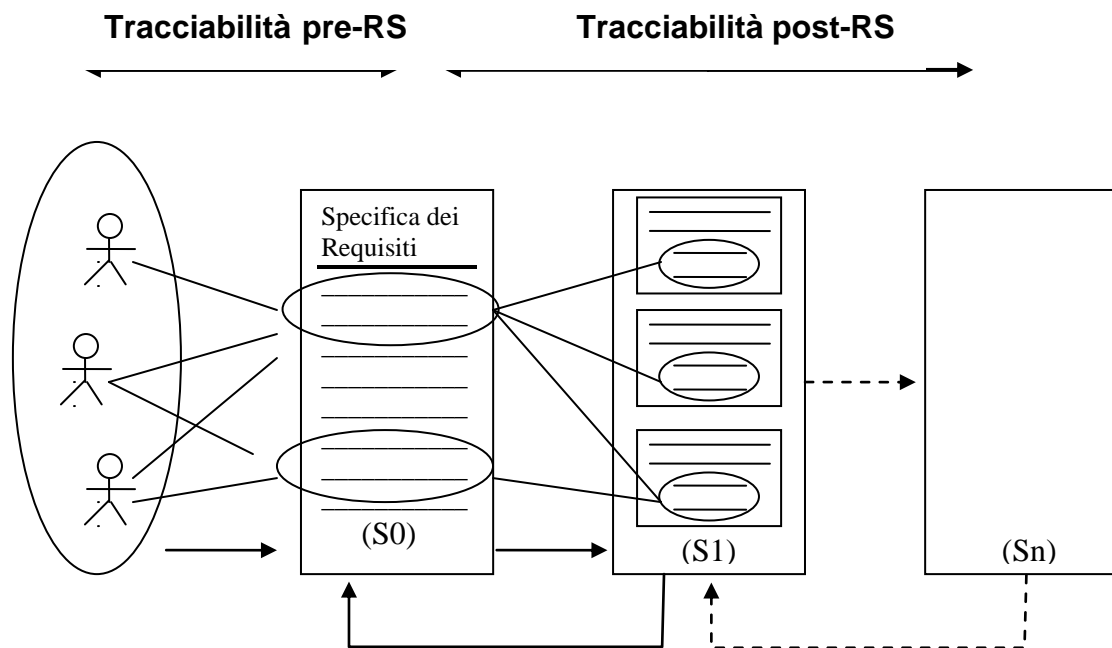 Tracciabilità pre-RS
Tracciabilità post-RS
Specifica dei
Requisiti
(S0)
(S1)
(Sn)